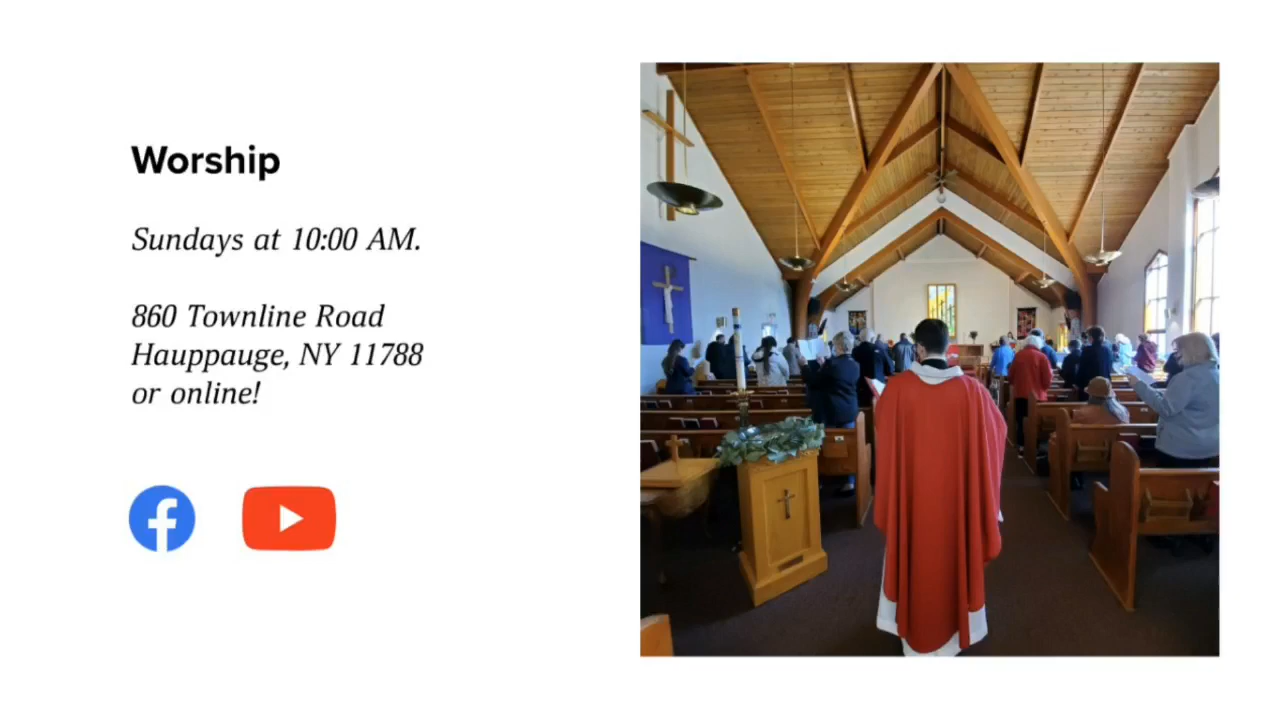 Worship
Sundays at 10:00 AM.
860 Townline Road
Hauppauge, NY 11788
or online!